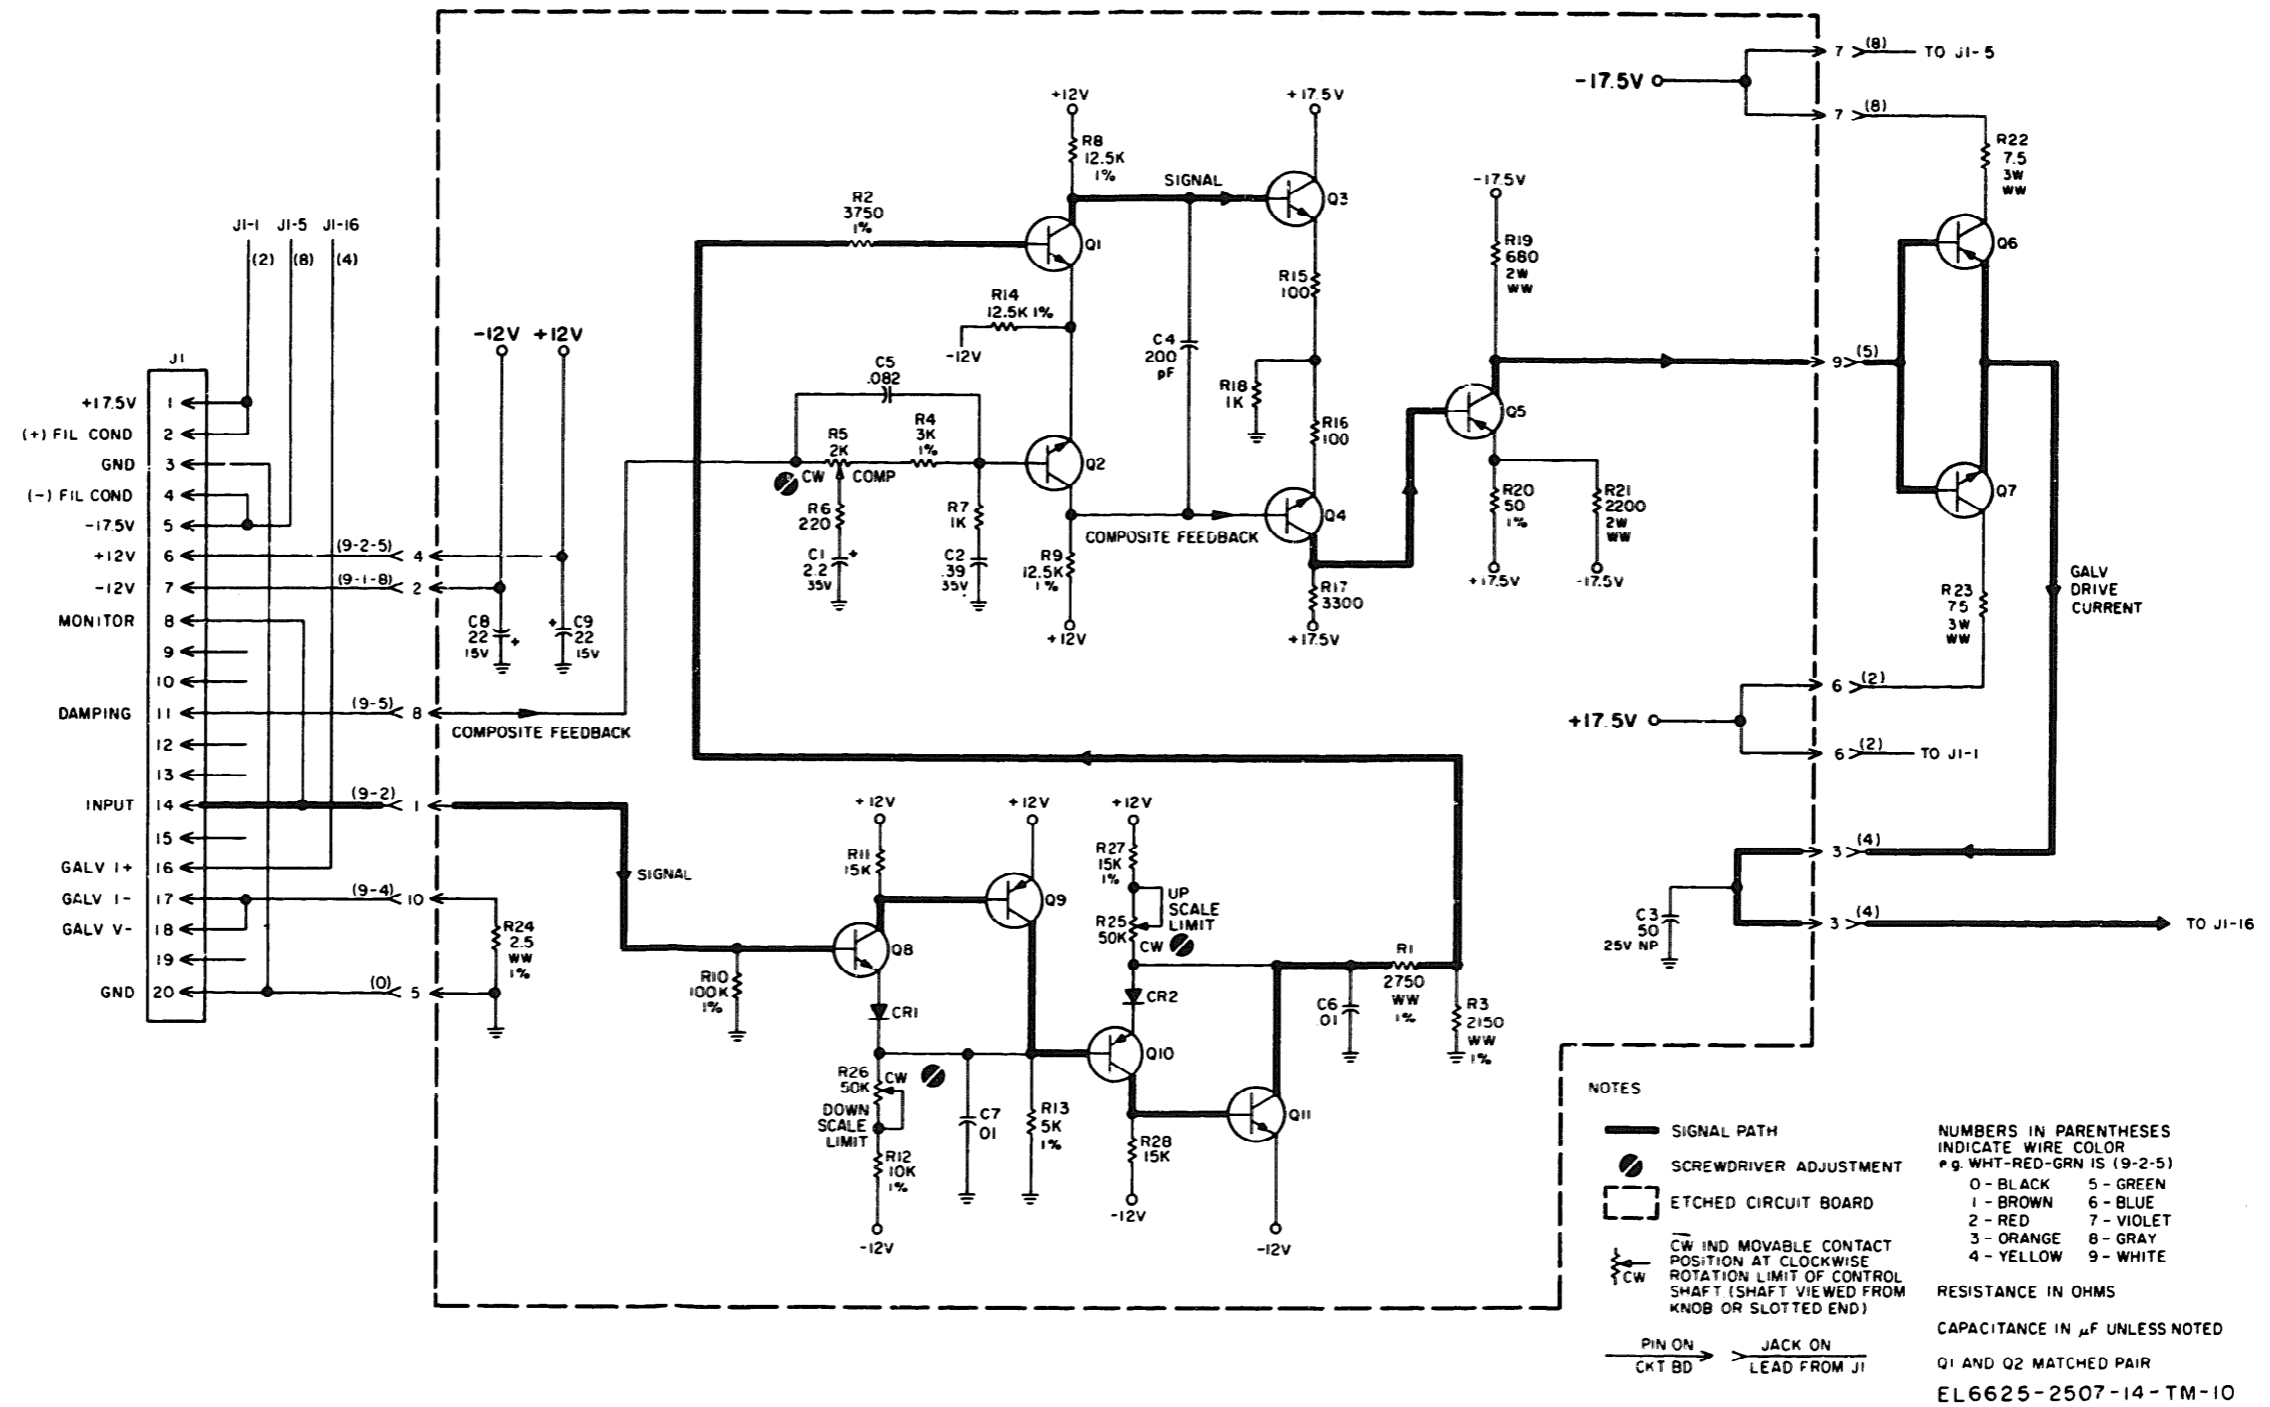 7 (8) TO J1-5
-17.5V
7 (8)
+12V
+17.5V
R8
12.5K
1%
R22
7.5
3W
WW
SIGNAL
Q3
-17.5V
R2
3750
1%
J1-1 J1-5 J1-16
(2) (8) (4)
Q1
R19
680
2W
WW
Q6
R15
100
R14
12.5K 1%
-12V
-12V +12V
C4
200
pF
9 (5)
J1
C5
.082
R18
1K
Q5
+17.5V 1
(+) FIL COND 2
GND 3
(-) FIL COND 4
-17.5V 5
+12V 6 (9-2-5) 4
-12V 7 (9-1-8) 2
MONITOR 8
9
10
DAMPING 11 (9-5) 8
12
13
INPUT 14 (9-2) 1
15
GALV I+ 16
GALV I- 17 (9-4) 10
GALV V- 18
19
GND 20 (0) 5
R5
2K
R4
3K
1%
R16
100
CW COMP
Q2
R6
220
R7
1K
Q4
R20
50
1%
R21
2200
2W
WW
Q7
COMPOSITE FEEDBACK
C1 +
2.2
35V
C2
.39
35V
R9
12.5K
1%
+12V
R17
3300
+17.5V
+17.5V
-17.5V
GALV
DRIVE
CURRENT
R23
75
3W
WW
C8
22
15V
+
+
C9
22
15V
COMPOSITE FEEDBACK
6 (2)
+17.5V
6 (2) TO J1-1
+12V
+12V
+12V
R11
15K
R27
15K
1%
3 (4)
SIGNAL
Q9
UP
SCALE
LIMIT
R25
50K
CW
C3
50
25V NP
3 (4) TO J1-16
R24
2.5
WW
1%
Q8
R10
100K
1%
R1
2750
WW
1%
CR2
C6
.01
R3
2150
WW
1%
CR1
Q10
R26
50K
CW
DOWN
SCALE
LIMIT
C7
01
R13
5K
1%
Q11
R28
15K
R12
10K
1%
-12V
-12V
-12V
NOTES
SIGNAL PATH
SCREWDRIVER ADJUSTMENT
ETCHED CIRCUIT BOARD
CW
CW IND MOVABLE CONTACT
POSITION AT CLOCKWISE
ROTATION LIMIT OF CONTROL
SHAFT. (SHAFT VIEWED FROM
KNOB OR SLOTTED END)
PIN ON
CKT BD
JACK ON
LEAD FROM J1
NUMBERS IN PARENTHESES
INDICATE WIRE COLOR
e.g. WHT-RED-GRN IS (9-2-5)
0 - BLACK 5 - GREEN
1 - BROWN 6 - BLUE
2 - RED 7 - VIOLET
3 - ORANGE 8 - GRAY
4 - YELLOW 9 - WHITE
RESISTANCE IN OHMS
CAPACITANCE IN µF UNLESS NOTED
Q1 AND Q2 MATCHED PAIR
EL6625-2507-14-TM-10